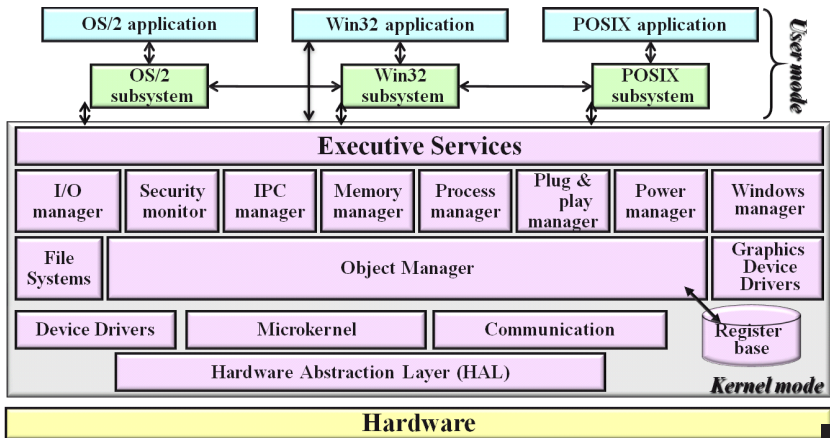 OS/2 application
Win32 application
POSIX application
OS/2
subsystem
Win32
subsystem
POSIX
subsystem
User mode
Executive Services
I/O
manager
Security
monitor
IPC
manager
Memory
manager
Process
manager
Plug &
play
manager
Power
manager
Windows
manager
File
Systems
Object Manager
Graphics
Device
Drivers
Device Drivers
Microkernel
Communication
Register
base
Hardware Abstraction Layer (HAL)
Kernel mode
Hardware